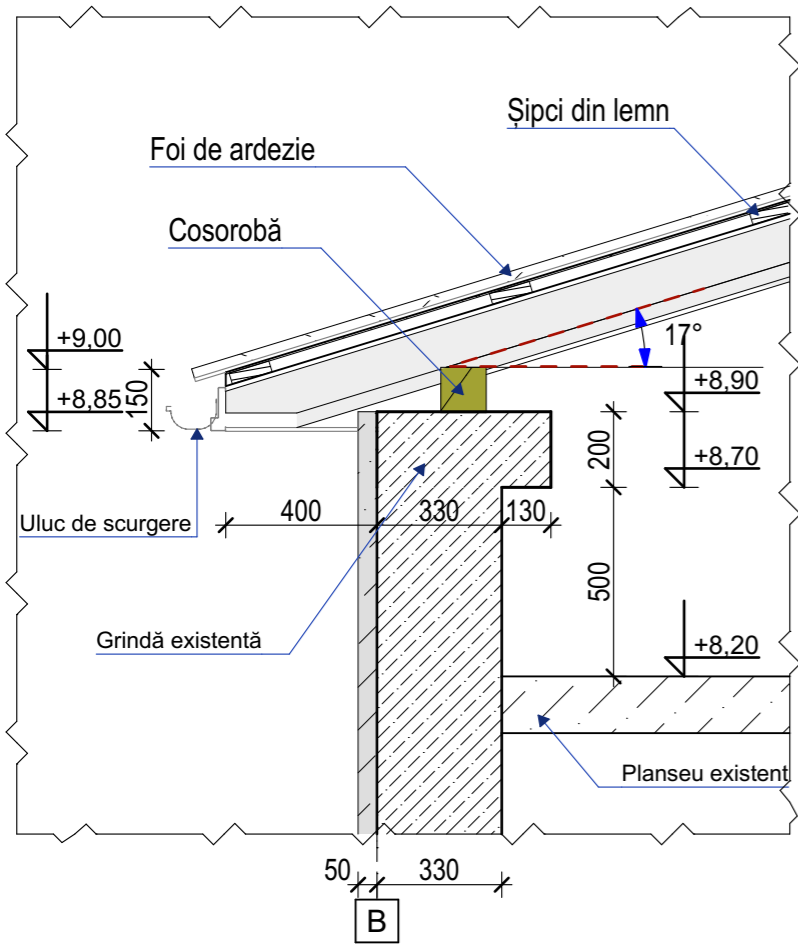 Șipci din lemn
Foi de ardezie
Cosorobă
17°
+9,00
+8,90
150
+8,85
200
+8,70
Uluc de scurgere
400
330
130
500
Grindă existentă
+8,20
Planseu existent
50
330
B